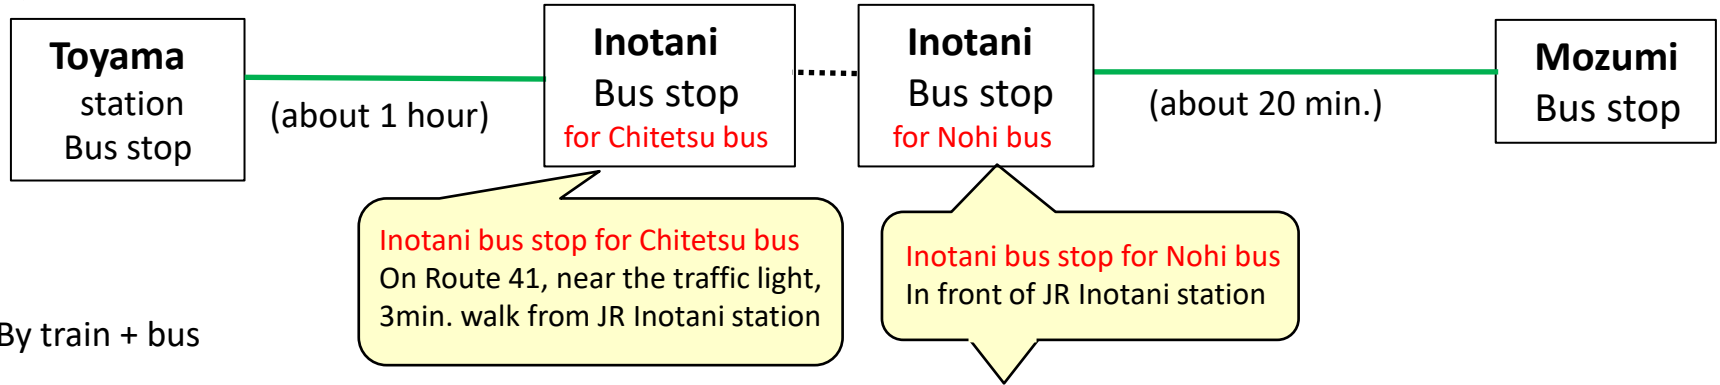 Toyama
station
Bus stop
(about 1 hour)
Inotani
Bus stop
for Chitetsu bus
Inotani
Bus stop
for Nohi bus
(about 20 min.)
Mozumi
Bus stop
Inotani bus stop for Chitetsu bus
On Route 41, near the traffic light,
3min. walk from JR Inotani station
Inotani bus stop for Nohi bus
In front of JR Inotani station
By train + bus